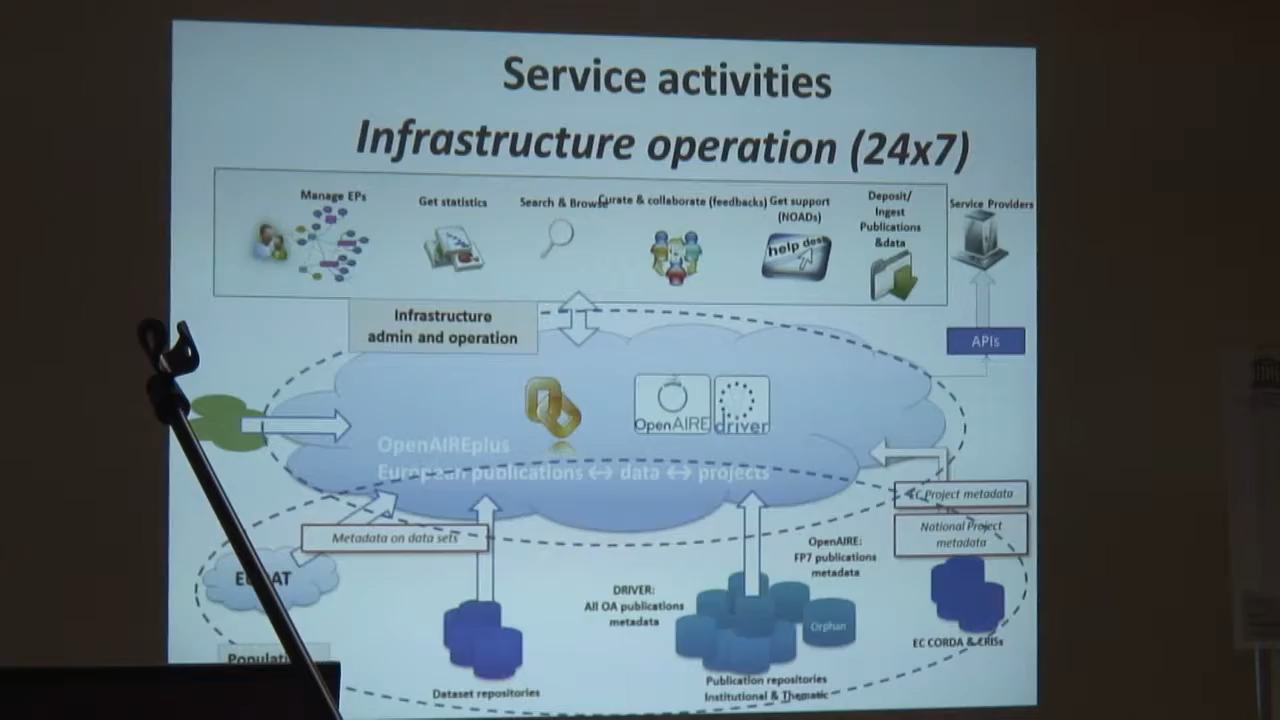 Service activities
Infrastructure operation (24x7)
Manage EPs
Get statistics
Search & Browse
Curate & collaborate (feedbacks)
Get support
(NOADs)
Deposit/
Ingest
Publications
&data
Service Providers
help desk
Infrastructure
admin and operation
APIs
OpenAIRE
driver
OpenAIREplus
European publications <-> data <-> projects
EC Project metadata
National Project
metadata
Metadata on data sets
OpenAIRE:
FP7 publications
metadata
DRIVER:
All OA publications
metadata
Orphan
EC CORDA & CRISs
Dataset repositories
Publication repositories
Institutional & Thematic